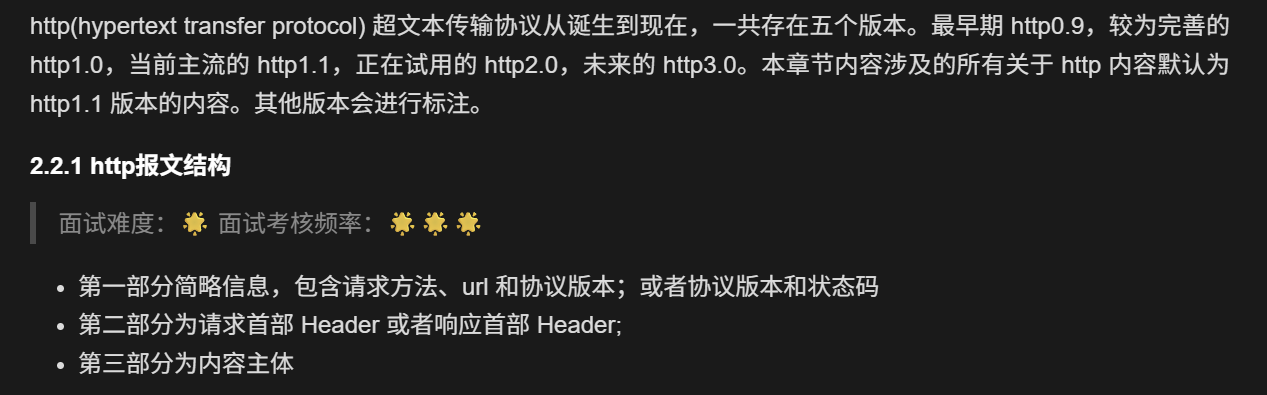 http(hypertext transfer protocol) 超文本传输协议从诞生到现在，一共存在五个版本。最早期 http0.9，较为完善的
http1.0，当前主流的 http1.1，正在试用的 http2.0，未来的 http3.0。本章节内容涉及的所有关于 http 内容默认为
http1.1 版本的内容。其他版本会进行标注。
2.2.1 http报文结构
面试难度：🌟 面试考核频率：🌟 🌟 🌟
• 第一部分简略信息，包含请求方法、url 和协议版本；或者协议版本和状态码
• 第二部分为请求首部 Header 或者响应首部 Header;
• 第三部分为内容主体